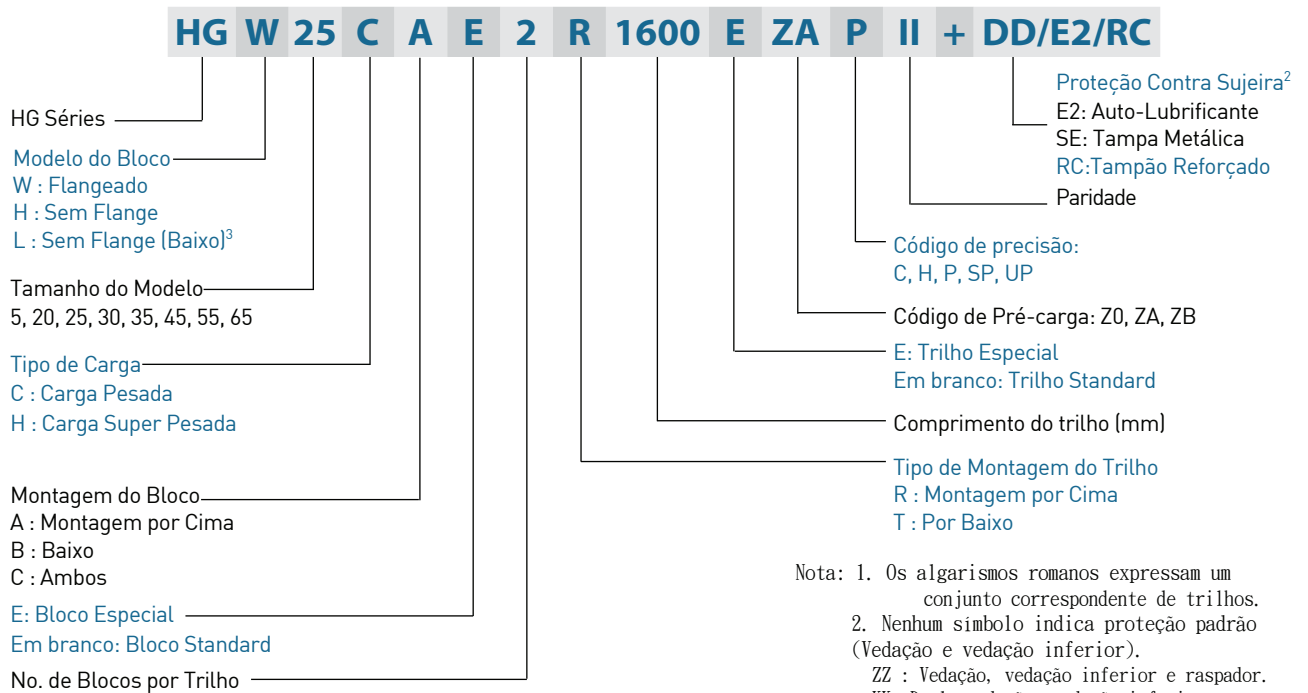 HG W 25 C A E 2 R 1600 E ZA P II + DD/E2/RC
HG Séries
Modelo do Bloco
W : Flangeado
H : Sem Flange
L : Sem Flange (Baixo)3
Tamanho do Modelo
5, 20, 25, 30, 35, 45, 55, 65
Tipo de Carga
C : Carga Pesada
H : Carga Super Pesada
Montagem do Bloco
A : Montagem por Cima
B : Baixo
C : Ambos
E: Bloco Especial
Em branco: Bloco Standard
No. de Blocos por Trilho
Proteção Contra Sujeira2
E2: Auto-Lubrificante
SE: Tampa Metálica
RC:Tampão Reforçado
Paridade
Código de precisão:
C, H, P, SP, UP
Código de Pré-carga: Z0, ZA, ZB
E: Trilho Especial
Em branco: Trilho Standard
Comprimento do trilho (mm)
Tipo de Montagem do Trilho
R : Montagem por Cima
T : Por Baixo
Nota: 1. Os algarismos romanos expressam um
conjunto correspondente de trilhos.
2. Nenhum símbolo indica proteção padrão
(Vedação e vedação inferior).
ZZ : Vedação, vedação inferior e raspador.